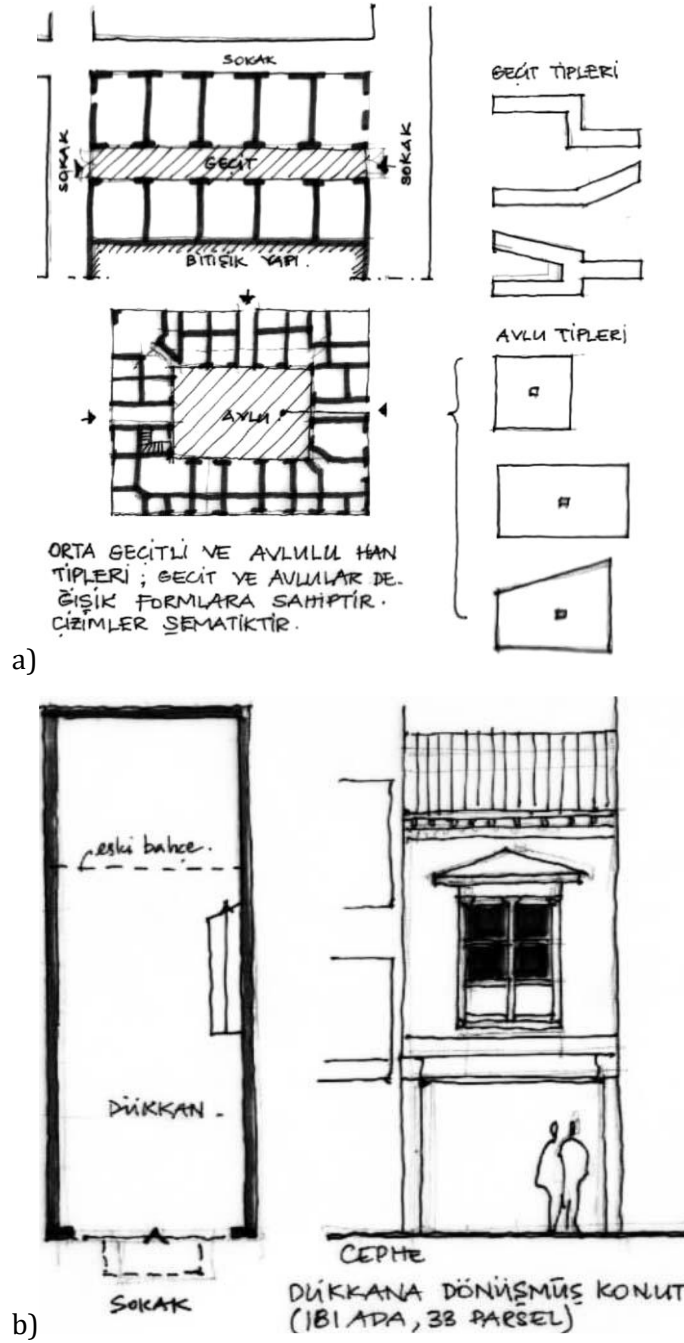 SOKAK
GEÇİT TİPLERİ
SOKAK
GEÇİT
SOKAK
BİTİŞİK YAPI.
AVLU TİPLERİ
AVLU
ORTA GEÇİTLİ VE AVLULU HAN
TİPLERİ ; GEÇİT VE AVLULAR DE-
ĞİŞİK FORMLARA SAHİPTİR.
ÇİZİMLER ŞEMATİKTİR.
a)
eski bahçe.
DÜKKAN
SOKAK
CEPHE
DÜKKANA DÖNÜŞMÜŞ KONUT
(181 ADA, 33 PARSEL)
b)